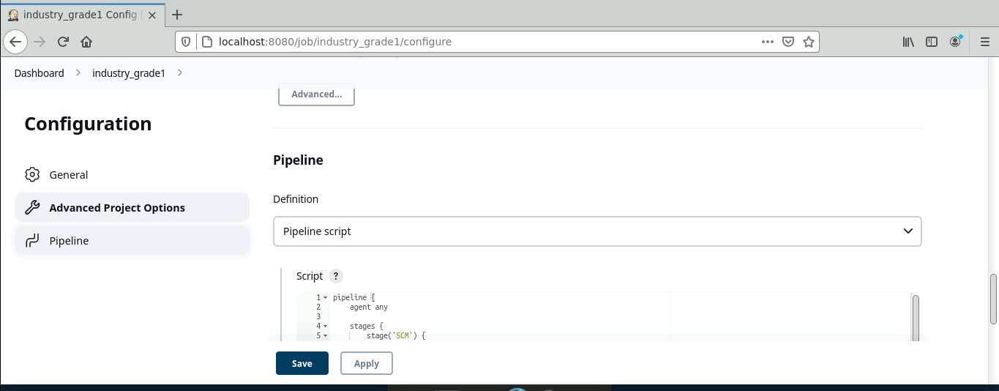 industry_grade1 Config
localhost:8080/job/industry_grade1/configure
Dashboard
industry_grade1
Advanced...
Configuration
General
Advanced Project Options
Pipeline
Pipeline
Definition
Pipeline script
Script ?
1 pipeline {
2 agent any
3
4 stages {
5 stage('SCM') {
Save
Apply